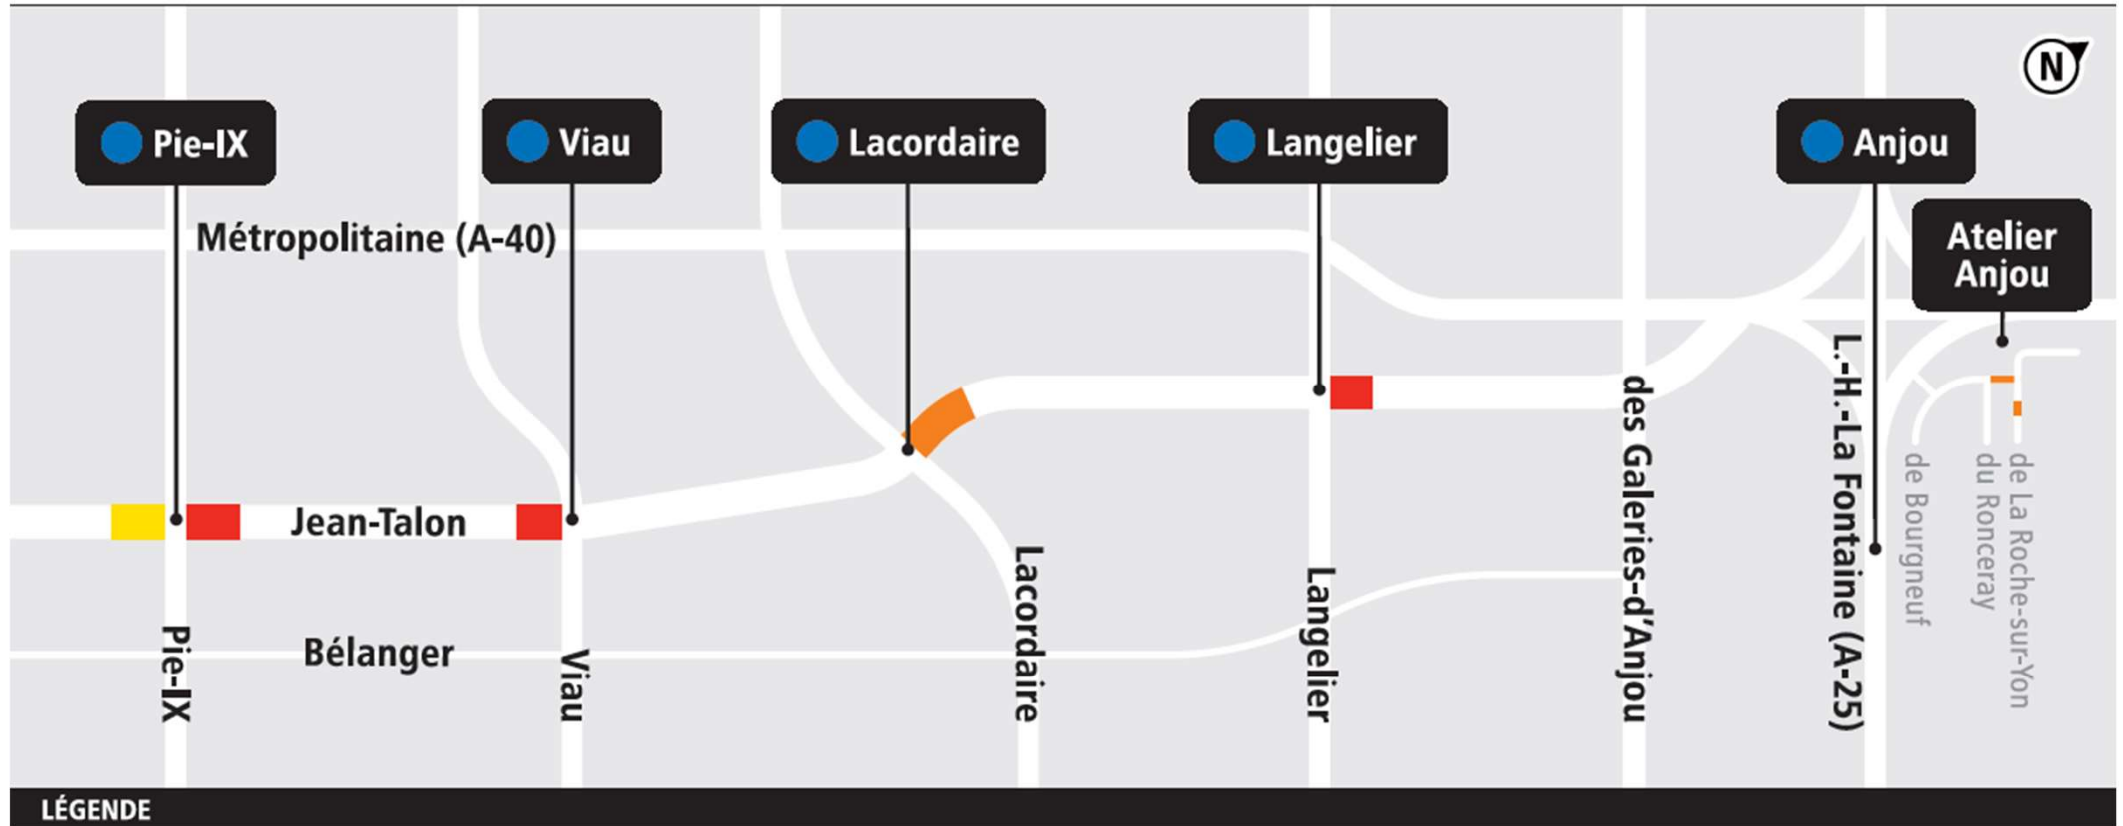 N
Pie-IX
Viau
Lacordaire
Langelier
Anjou
Atelier
Anjou
Métropolitaine (A-40)
Jean-Talon
Bélanger
Pie-IX
Viau
Lacordaire
Langelier
des Galeries-d'Anjou
L.-H.-La Fontaine (A-25)
de Bourgneuf
du Ronceray
de La Roche-sur-Yon
LÉGENDE